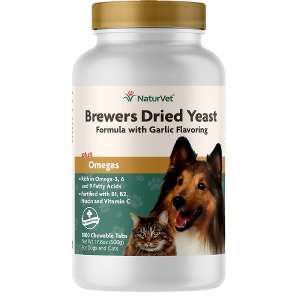 NaturVet
Brewers Dried Yeast
Formula with Garlic Flavoring
plus
Omegas
• Rich in Omega-3, 6
and 9 Fatty Acids
• Fortified with B1, B2,
Niacin and Vitamin C
Chewable Tabs
For Dogs and Cats